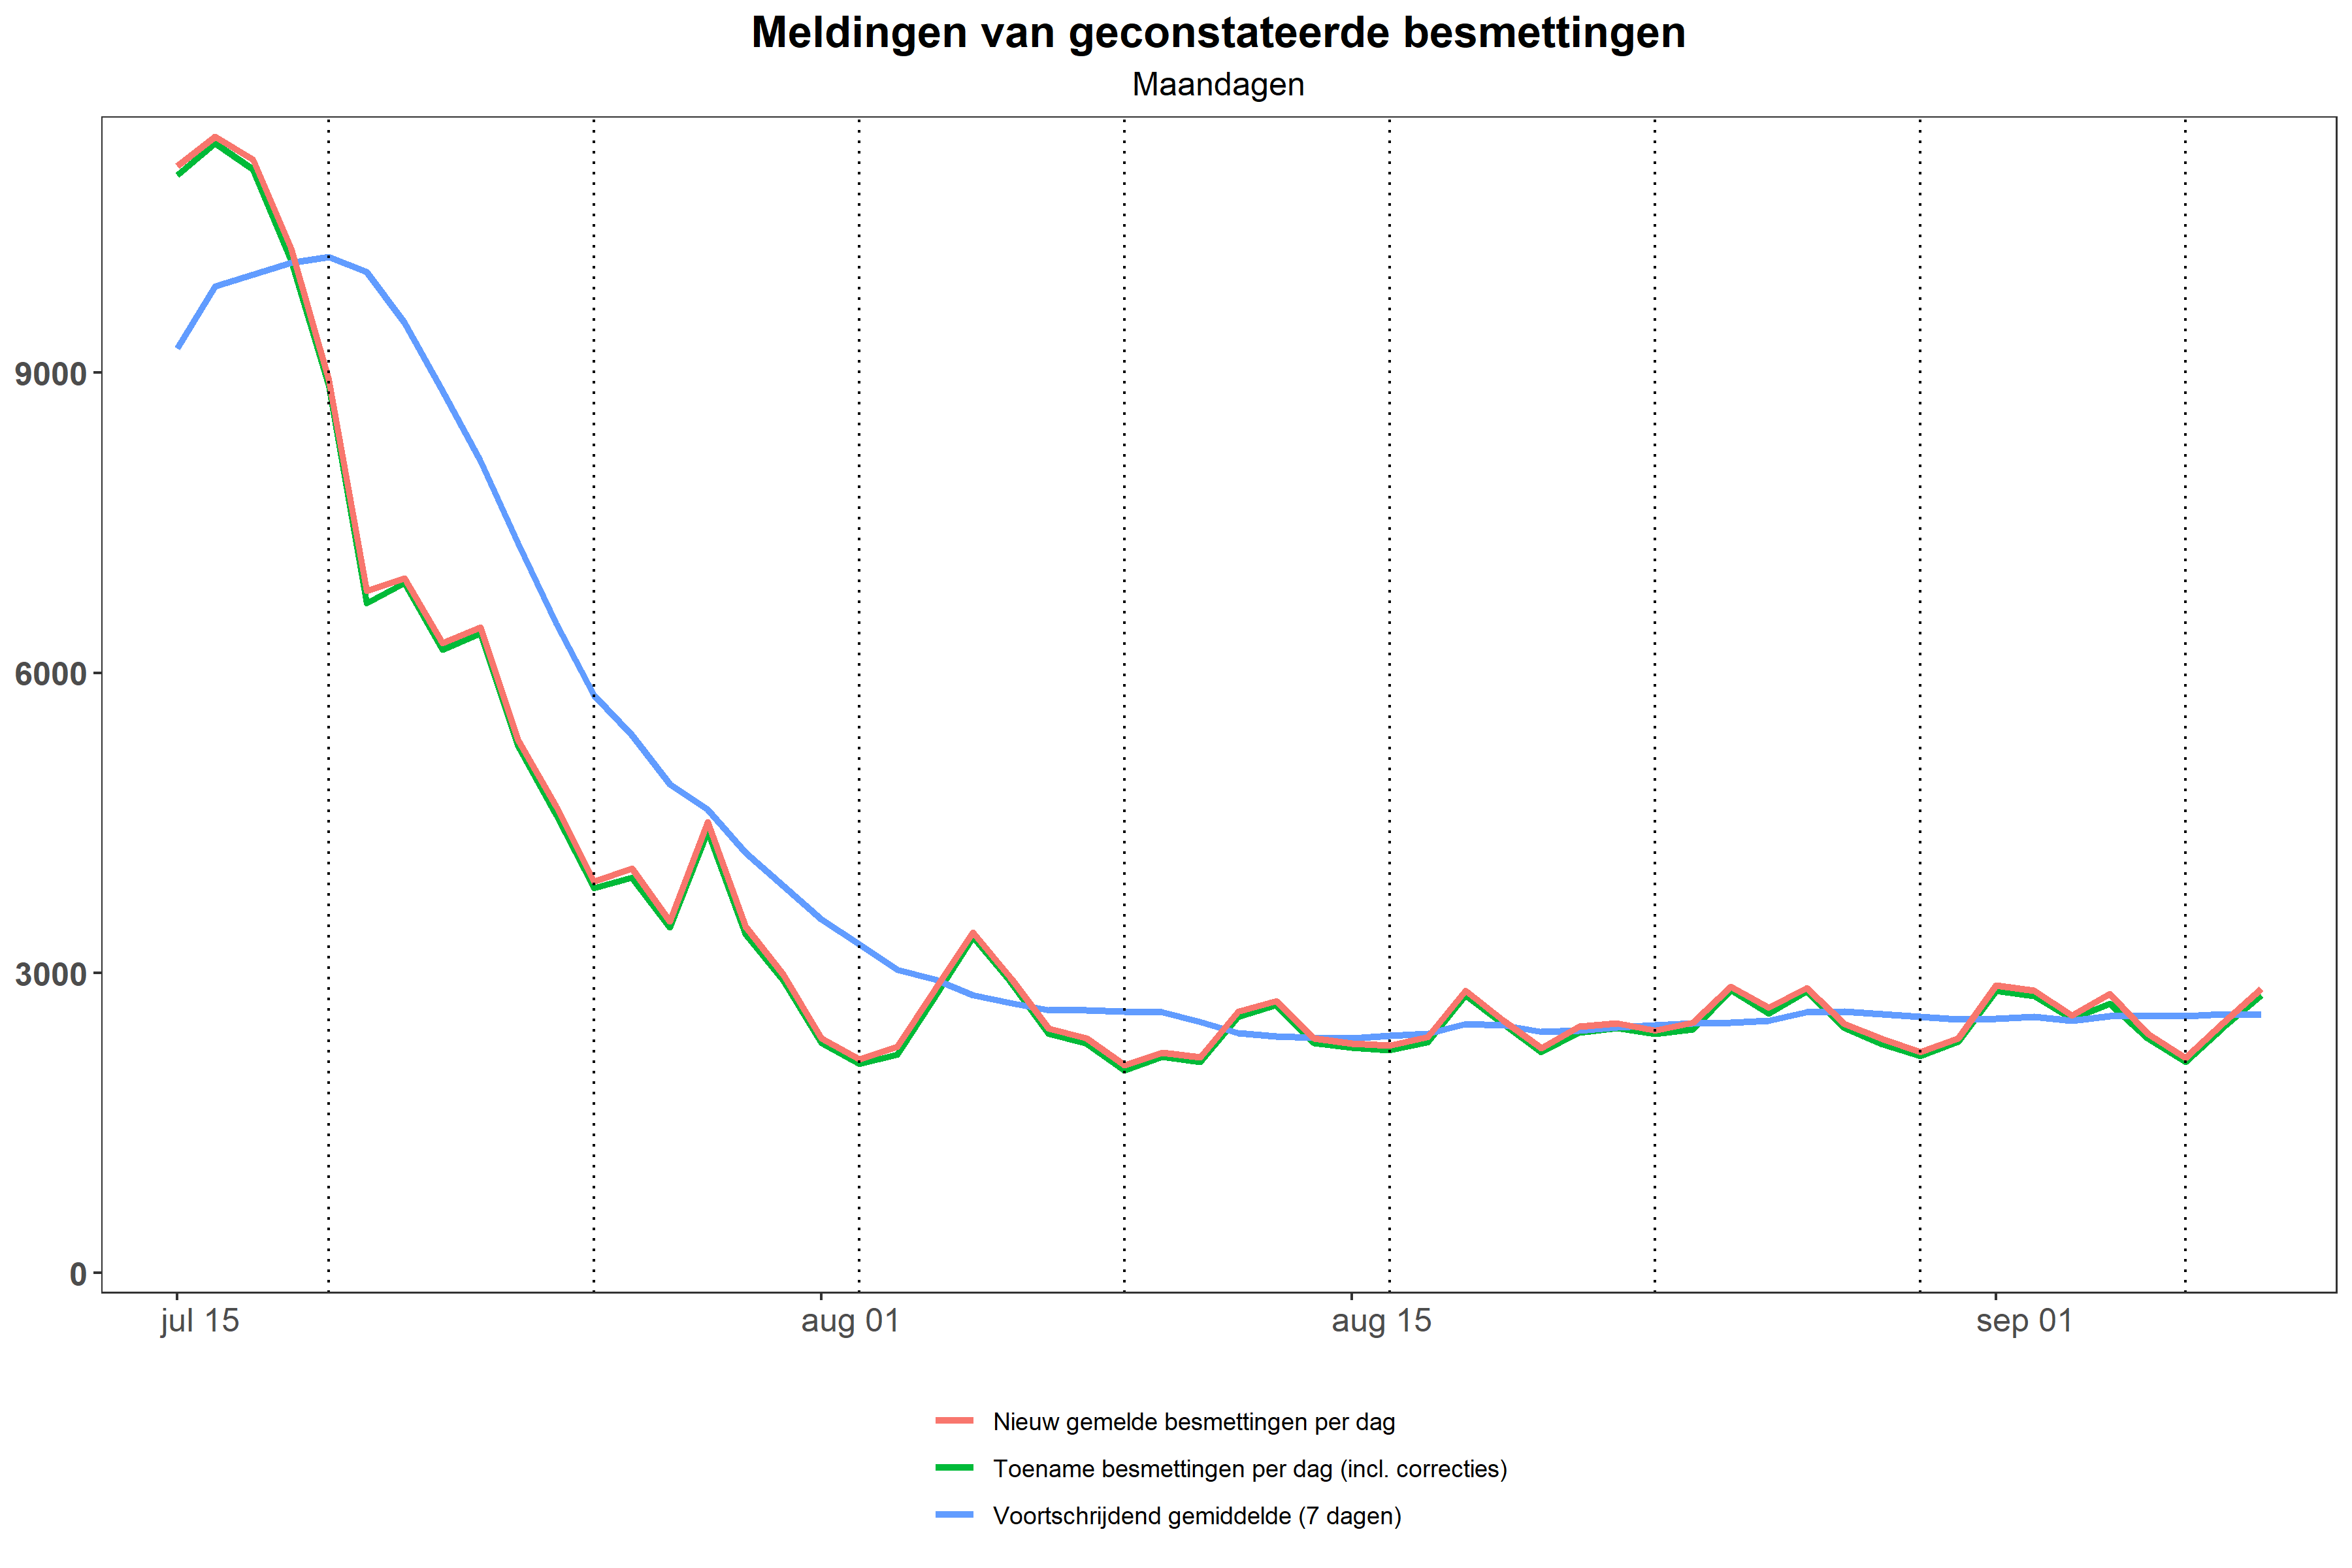 Meldingen van geconstateerde besmettingen
Maandagen
9000
6000
3000
0
jul 15
aug 01
aug 15
sep 01
Nieuw gemelde besmettingen per dag
Toename besmettingen per dag (incl. correcties)
Voortschrijdend gemiddelde (7 dagen)